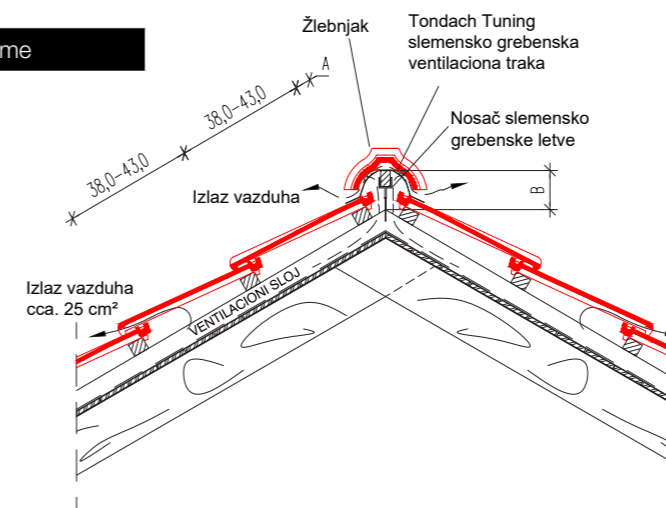 me
Žlebnjak
Tondach Tuning
slemensko grebenska
ventilaciona traka
A
38,0-43,0
38,0-43,0
Nosač slemensko
grebenske letve
B
Izlaz vazduha
Izlaz vazduha
cca. 25 cm²
VENTILACIONI SLOJ